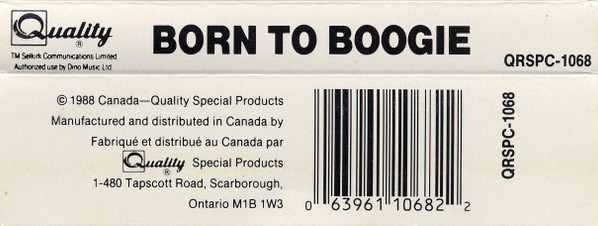 Quality ®
TM Selkirk Communications Limited
Authorized use by Dino Music Ltd.
BORN TO BOOGIE
QRSPC-1068
© 1988 Canada—Quality Special Products
Manufactured and distributed in Canada by
Fabriqué et distribué au Canada par
Quality ® Special Products
1-480 Tapscott Road, Scarborough,
Ontario M1B 1W3
0 63961 10682 2
QRSPC-1068